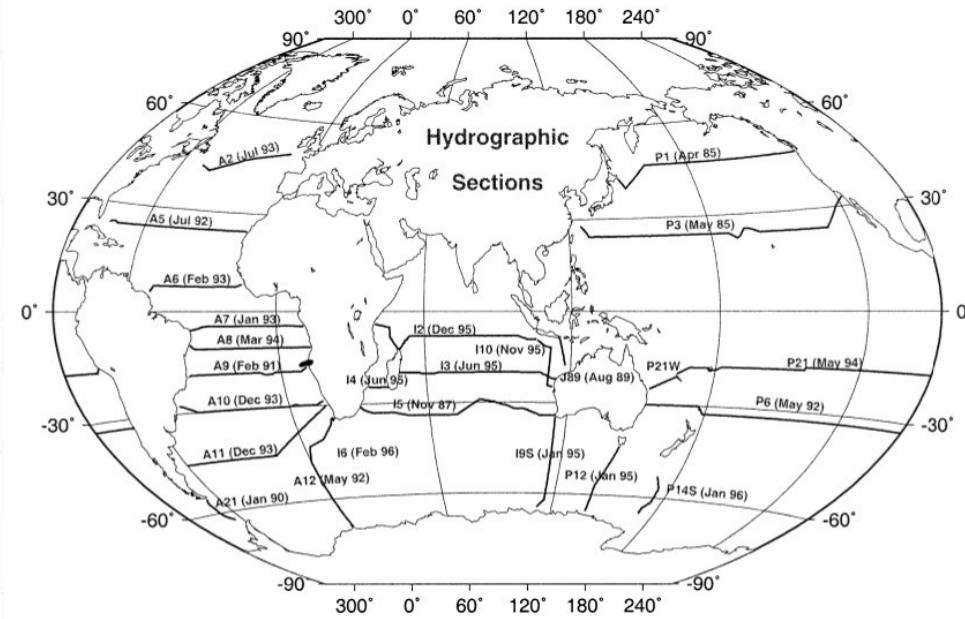 300° 0° 60° 120° 180° 240°
90° 90°
60° 60°
Hydrographic
Sections
A2 (Jul 93)
P1 (Apr 85)
30° 30°
A5 (Jul 92)
P3 (May 85)
A6 (Feb 93)
0° 0
A7 (Jan 93)
I2 (Dec 95)
A8 (Mar 94)
I10 (Nov 95)
A9 (Feb 91)
I3 (Jun 95)
P21W
P21 (May 94)
I4 (Jun 95)
J89 (Aug 89)
A10 (Dec 93)
I5 (Nov 87)
P6 (May 92)
-30° -30°
A11 (Dec 93)
I6 (Feb 96)
I9S (Jan 95)
A12 (May 92)
P12 (Jan 95)
A21 (Jan 90)
P14S (Jan 96)
-60° -60°
-90 -90°
300° 0° 60° 120° 180° 240°